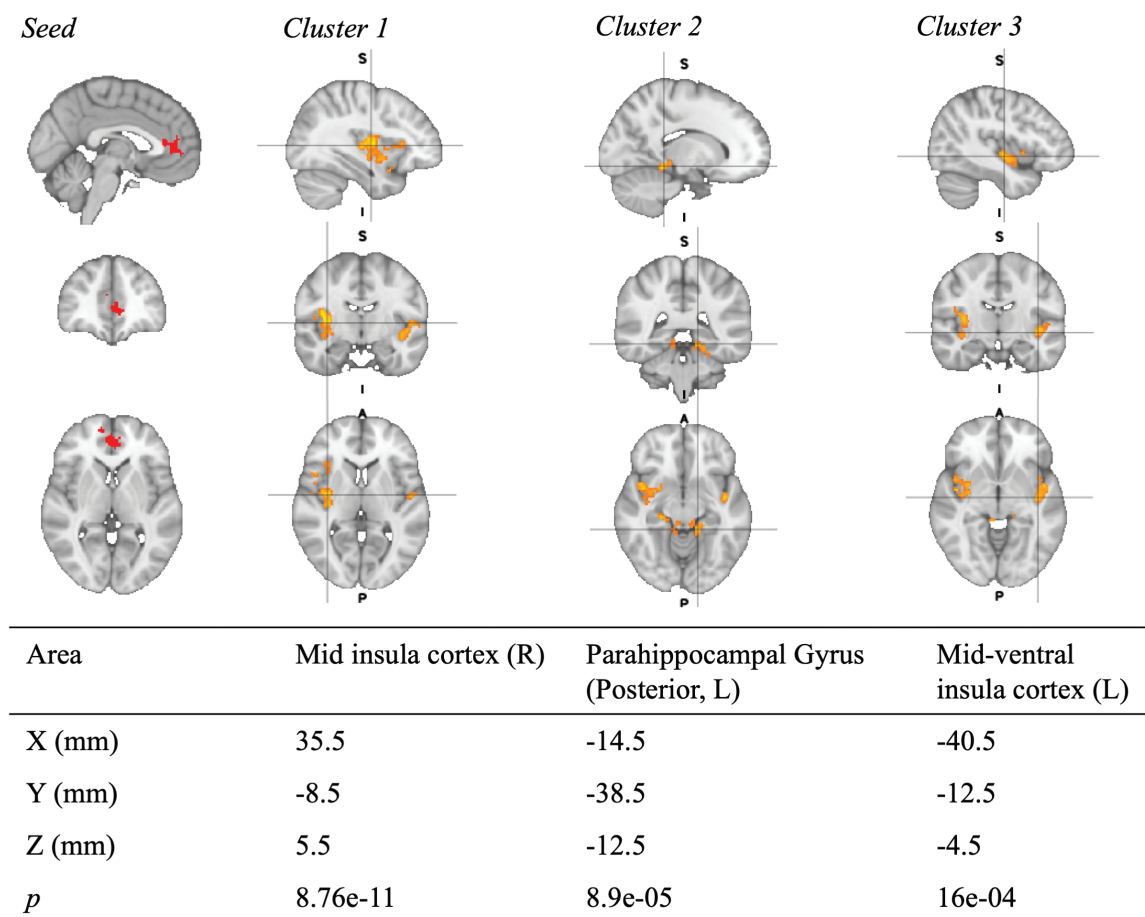 Seed Cluster 1 Cluster 2 Cluster 3
S S S
I I I
S S S
I I I
A A A
P P P
Area Mid insula cortex (R) Parahippocampal Gyrus (Posterior, L) Mid-ventral insula cortex (L)
X (mm) 35.5 -14.5 -40.5
Y (mm) -8.5 -38.5 -12.5
Z (mm) 5.5 -12.5 -4.5
p 8.76e-11 8.9e-05 16e-04